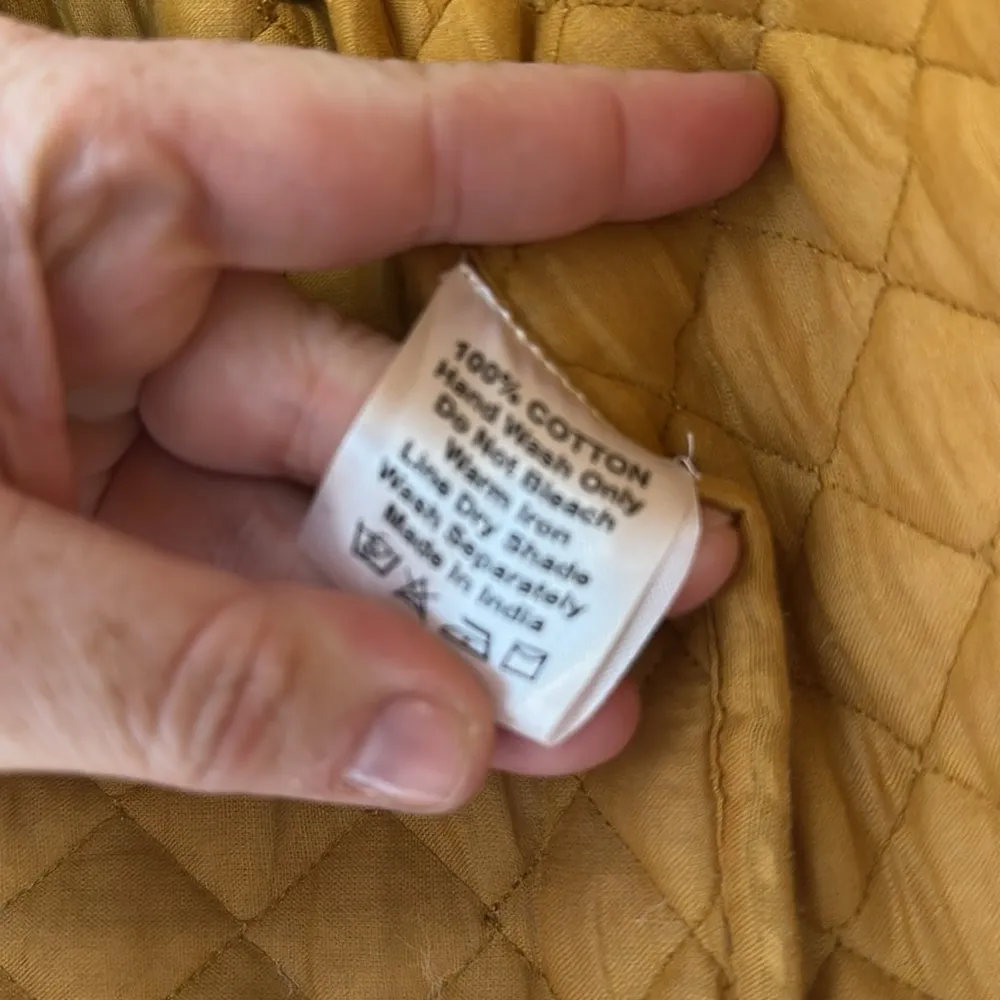 100% COTTON
Hand Wash Only
Do Not Bleach
Warm Iron
Line Dry Shade
Wash Separately
Made In India